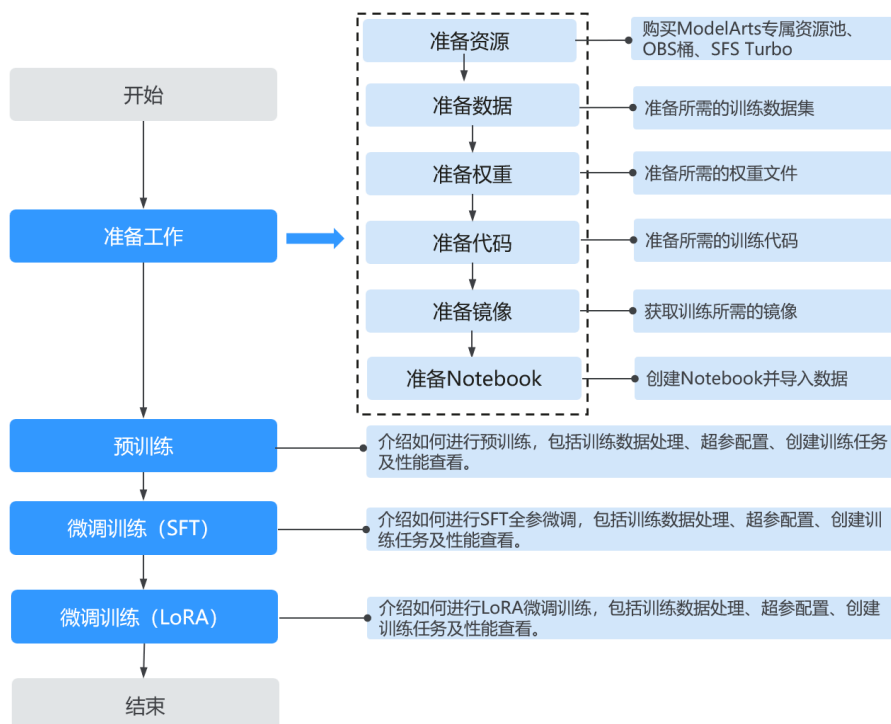 准备资源
购买ModelArts专属资源池、
OBS桶、SFS Turbo
开始
准备数据
准备所需的训练数据集
准备权重
准备所需的权重文件
准备工作
准备代码
准备所需的训练代码
准备镜像
获取训练所需的镜像
准备Notebook
创建Notebook并导入数据
预训练
介绍如何进行预训练，包括训练数据处理、超参配置、创建训练任务
及性能查看。
微调训练（SFT）
介绍如何进行SFT全参微调，包括训练数据处理、超参配置、创建训
练任务及性能查看。
微调训练（LoRA）
介绍如何进行LoRA微调训练，包括训练数据处理、超参配置、创建
训练任务及性能查看。
结束